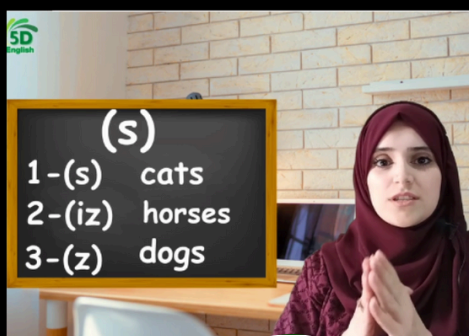 5D
English
(s)
1-(s) cats
2-(iz) horses
3-(z) dogs